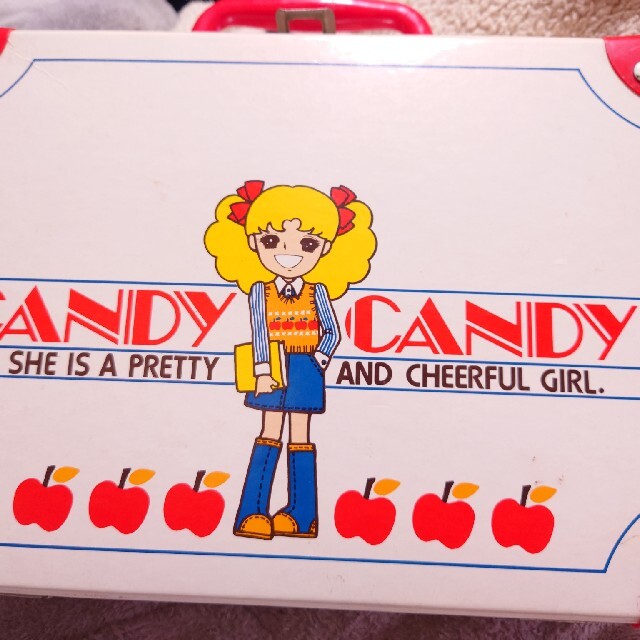 CANDY CANDY
SHE IS A PRETTY AND CHEERFUL GIRL.